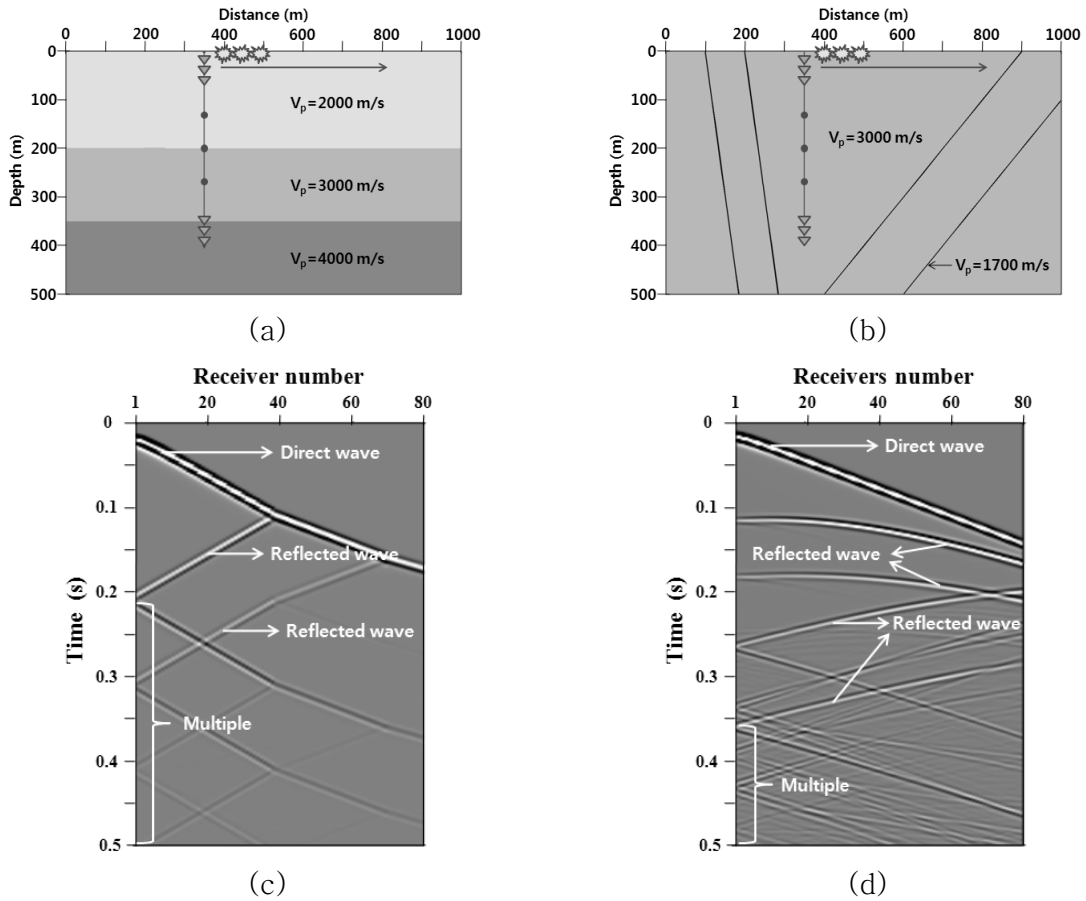 Distance (m)
0 200 400 600 800 1000
Depth (m)
0
100
200
300
400
500
Vp=2000 m/s
Vp=3000 m/s
Vp=4000 m/s
(a)
Distance (m)
0 200 400 600 800 1000
Depth (m)
0
100
200
300
400
500
Vp=3000 m/s
Vp=1700 m/s
(b)
Receiver number
1 20 40 60 80
Time (s)
0
0.1
0.2
0.3
0.4
0.5
Direct wave
Reflected wave
Reflected wave
Multiple
(c)
Receivers number
1 20 40 60 80
Time (s)
0
0.1
0.2
0.3
0.4
0.5
Direct wave
Reflected wave
Reflected wave
Multiple
(d)